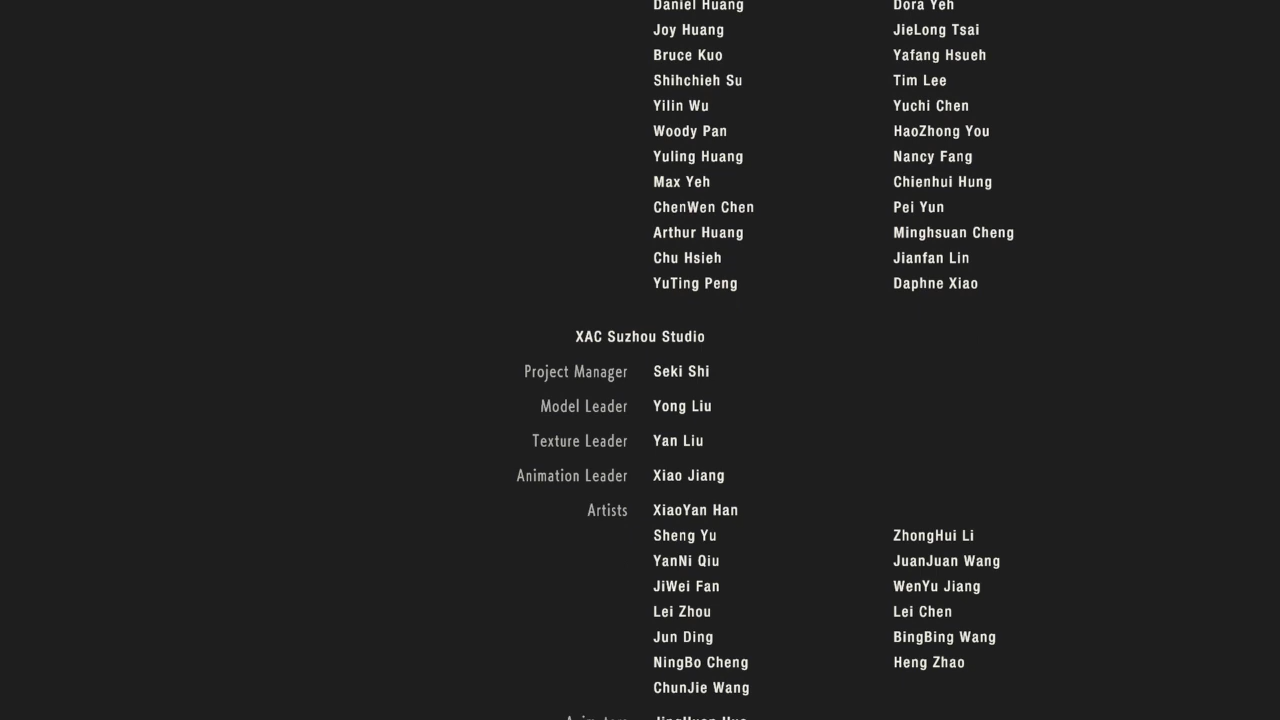 Daniel Huang Dora Yeh
Joy Huang JieLong Tsai
Bruce Kuo Yafang Hsueh
Shihchieh Su Tim Lee
Yilin Wu Yuchi Chen
Woody Pan HaoZhong You
Yuling Huang Nancy Fang
Max Yeh Chienhui Hung
ChenWen Chen Pei Yun
Arthur Huang Minghsuan Cheng
Chu Hsieh Jianfan Lin
YuTing Peng Daphne Xiao
XAC Suzhou Studio
Project Manager Seki Shi
Model Leader Yong Liu
Texture Leader Yan Liu
Animation Leader Xiao Jiang
Artists XiaoYan Han
Sheng Yu ZhongHui Li
YanNi Qiu JuanJuan Wang
JiWei Fan WenYu Jiang
Lei Zhou Lei Chen
Jun Ding BingBing Wang
NingBo Cheng Heng Zhao
ChunJie Wang